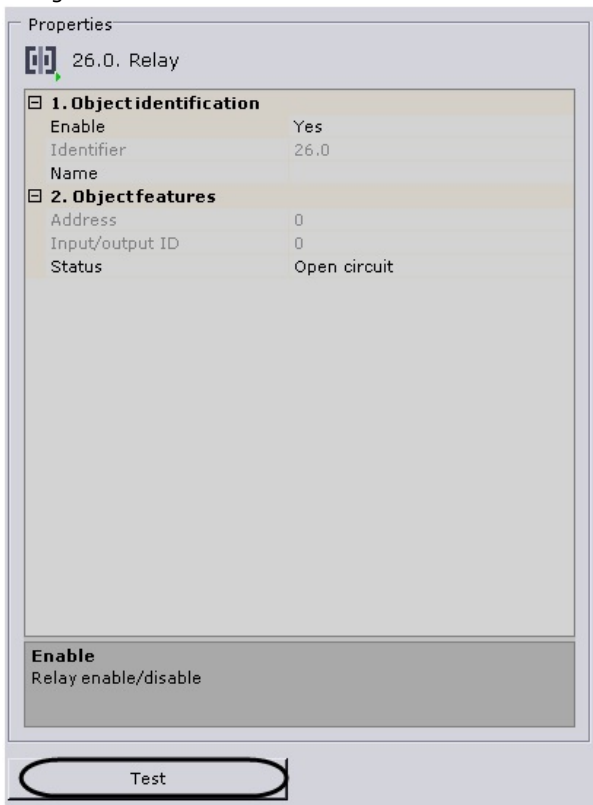 Properties
26.0. Relay
1. Object identification
Enable Yes
Identifier 26.0
Name
2. Object features
Address 0
Input/output ID 0
Status Open circuit
Enable
Relay enable/disable
Test